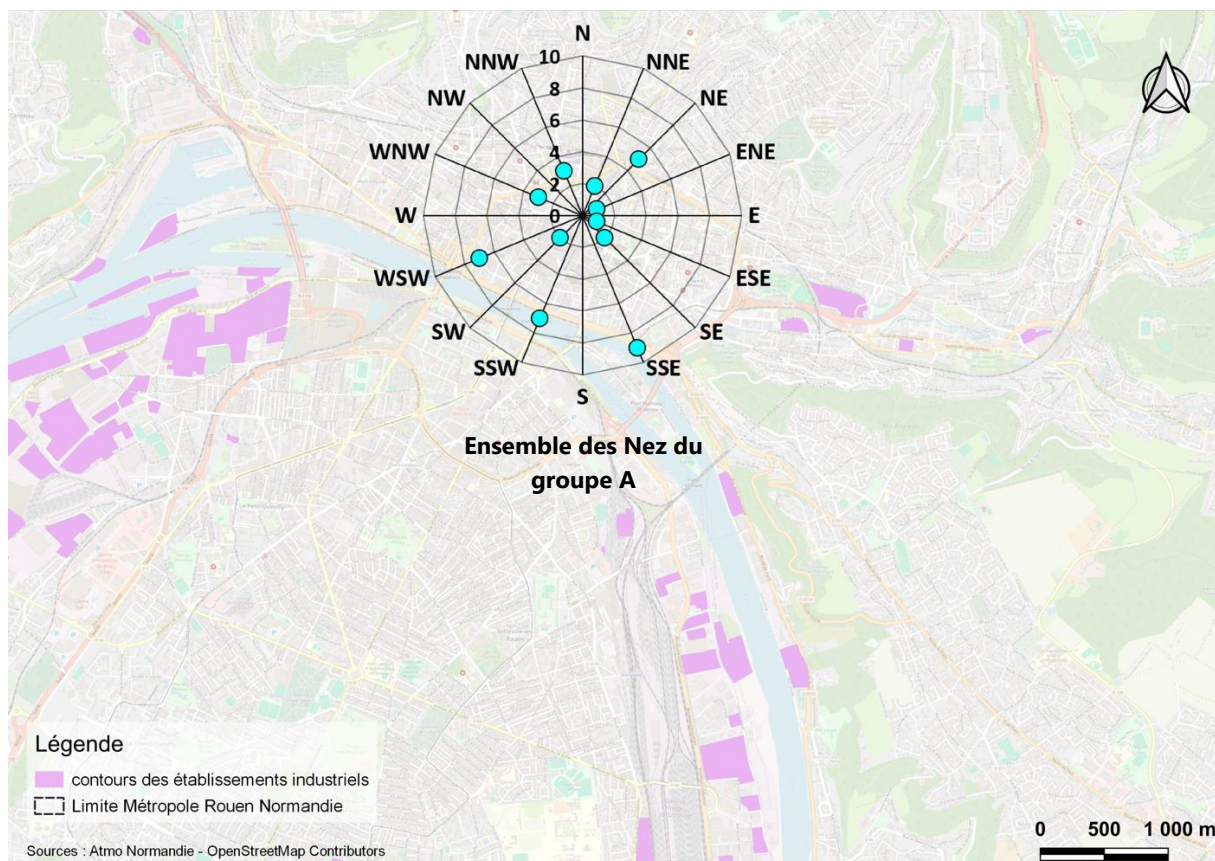 N
NNW
10
NNE
NW
8
NE
6
WNW
4
ENE
2
W
0
E
WSW
ESE
SW
SE
SSW
SSE
S
N
Ensemble des Nez du
groupe A
Légende
contours des établissements industriels
Limite Métropole Rouen Normandie
Sources : Atmo Normandie - OpenStreetMap Contributors
0 500 1 000 m